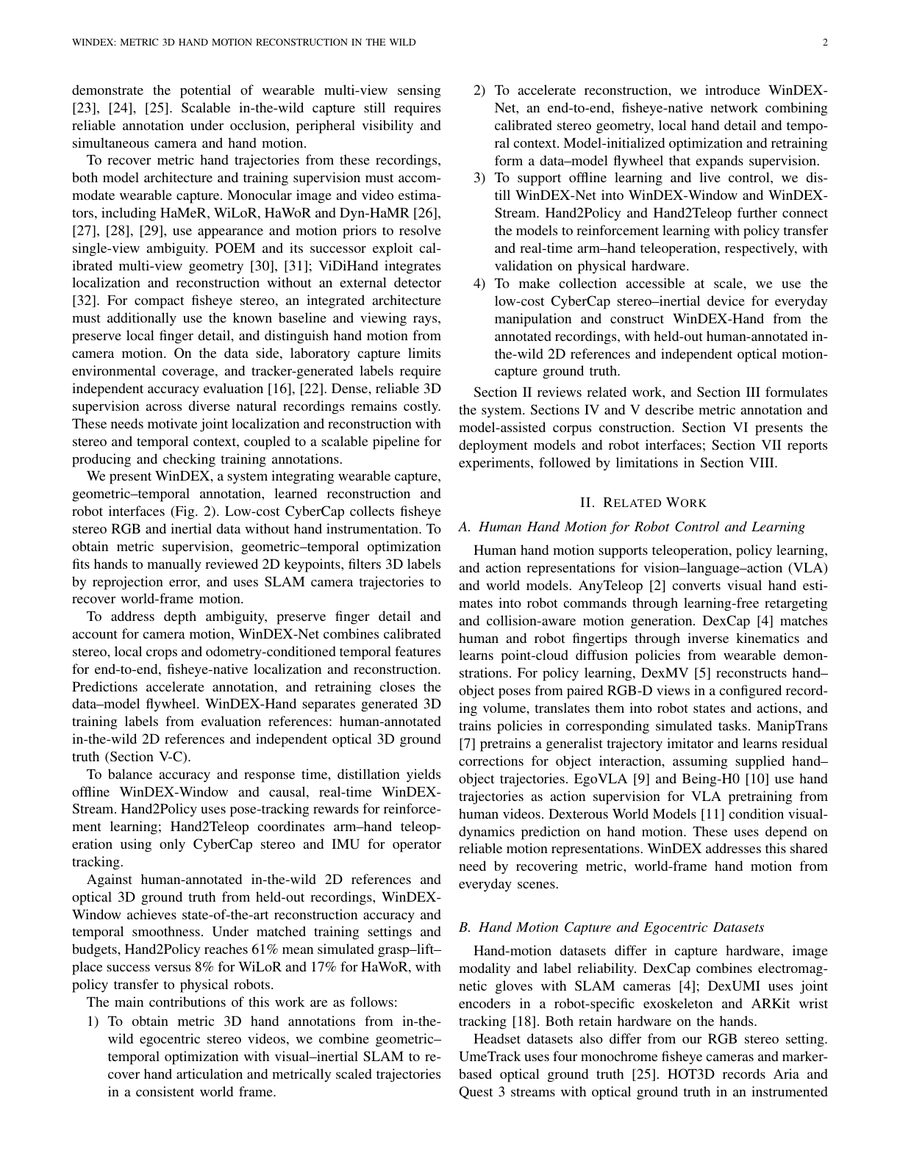 WINDEX: METRIC 3D HAND MOTION RECONSTRUCTION IN THE WILD
2
demonstrate the potential of wearable multi-view sensing
[23], [24], [25]. Scalable in-the-wild capture still requires
reliable annotation under occlusion, peripheral visibility and
simultaneous camera and hand motion.
To recover metric hand trajectories from these recordings,
both model architecture and training supervision must accom-
modate wearable capture. Monocular image and video estima-
tors, including HaMeR, WiLoR, HaWoR and Dyn-HaMR [26],
[27], [28], [29], use appearance and motion priors to resolve
single-view ambiguity. POEM and its successor exploit cal-
ibrated multi-view geometry [30], [31]; ViDiHand integrates
localization and reconstruction without an external detector
[32]. For compact fisheye stereo, an integrated architecture
must additionally use the known baseline and viewing rays,
preserve local finger detail, and distinguish hand motion from
camera motion. On the data side, laboratory capture limits
environmental coverage, and tracker-generated labels require
independent accuracy evaluation [16], [22]. Dense, reliable 3D
supervision across diverse natural recordings remains costly.
These needs motivate joint localization and reconstruction with
stereo and temporal context, coupled to a scalable pipeline for
producing and checking training annotations.
We present WinDEX, a system integrating wearable capture,
geometric–temporal annotation, learned reconstruction and
robot interfaces (Fig. 2). Low-cost CyberCap collects fisheye
stereo RGB and inertial data without hand instrumentation. To
obtain metric supervision, geometric–temporal optimization
fits hands to manually reviewed 2D keypoints, filters 3D labels
by reprojection error, and uses SLAM camera trajectories to
recover world-frame motion.
To address depth ambiguity, preserve finger detail and
account for camera motion, WinDEX-Net combines calibrated
stereo, local crops and odometry-conditioned temporal features
for end-to-end, fisheye-native localization and reconstruction.
Predictions accelerate annotation, and retraining closes the
data–model flywheel. WinDEX-Hand separates generated 3D
training labels from evaluation references: human-annotated
in-the-wild 2D references and independent optical 3D ground
truth (Section V-C).
To balance accuracy and response time, distillation yields
offline WinDEX-Window and causal, real-time WinDEX-
Stream. Hand2Policy uses pose-tracking rewards for reinforce-
ment learning; Hand2Teleop coordinates arm–hand teleop-
eration using only CyberCap stereo and IMU for operator
tracking.
Against human-annotated in-the-wild 2D references and
optical 3D ground truth from held-out recordings, WinDEX-
Window achieves state-of-the-art reconstruction accuracy and
temporal smoothness. Under matched training settings and
budgets, Hand2Policy reaches 61% mean simulated grasp–lift–
place success versus 8% for WiLoR and 17% for HaWoR, with
policy transfer to physical robots.
The main contributions of this work are as follows:
1) To obtain metric 3D hand annotations from in-the-
wild egocentric stereo videos, we combine geometric–
temporal optimization with visual–inertial SLAM to re-
cover hand articulation and metrically scaled trajectories
in a consistent world frame.
2) To accelerate reconstruction, we introduce WinDEX-
Net, an end-to-end, fisheye-native network combining
calibrated stereo geometry, local hand detail and tempo-
ral context. Model-initialized optimization and retraining
form a data–model flywheel that expands supervision.
3) To support offline learning and live control, we dis-
till WinDEX-Net into WinDEX-Window and WinDEX-
Stream. Hand2Policy and Hand2Teleop further connect
the models to reinforcement learning with policy transfer
and real-time arm–hand teleoperation, respectively, with
validation on physical hardware.
4) To make collection accessible at scale, we use the
low-cost CyberCap stereo–inertial device for everyday
manipulation and construct WinDEX-Hand from the
annotated recordings, with held-out human-annotated in-
the-wild 2D references and independent optical motion-
capture ground truth.
Section II reviews related work, and Section III formulates
the system. Sections IV and V describe metric annotation and
model-assisted corpus construction. Section VI presents the
deployment models and robot interfaces; Section VII reports
experiments, followed by limitations in Section VIII.
II. RELATED WORK
A. Human Hand Motion for Robot Control and Learning
Human hand motion supports teleoperation, policy learning,
and action representations for vision–language–action (VLA)
and world models. AnyTeleop [2] converts visual hand esti-
mates into robot commands through learning-free retargeting
and collision-aware motion generation. DexCap [4] matches
human and robot fingertips through inverse kinematics and
learns point-cloud diffusion policies from wearable demon-
strations. For policy learning, DexMV [5] reconstructs hand–
object poses from paired RGB-D views in a configured record-
ing volume, translates them into robot states and actions, and
trains policies in corresponding simulated tasks. ManipTrans
[7] pretrains a generalist trajectory imitator and learns residual
corrections for object interaction, assuming supplied hand–
object trajectories. EgoVLA [9] and Being-H0 [10] use hand
trajectories as action supervision for VLA pretraining from
human videos. Dexterous World Models [11] condition visual-
dynamics prediction on hand motion. These uses depend on
reliable motion representations. WinDEX addresses this shared
need by recovering metric, world-frame hand motion from
everyday scenes.
B. Hand Motion Capture and Egocentric Datasets
Hand-motion datasets differ in capture hardware, image
modality and label reliability. DexCap combines electromag-
netic gloves with SLAM cameras [4]; DexUMI uses joint
encoders in a robot-specific exoskeleton and ARKit wrist
tracking [18]. Both retain hardware on the hands.
Headset datasets also differ from our RGB stereo setting.
UmeTrack uses four monochrome fisheye cameras and marker-
based optical ground truth [25]. HOT3D records Aria and
Quest 3 streams with optical ground truth in an instrumented